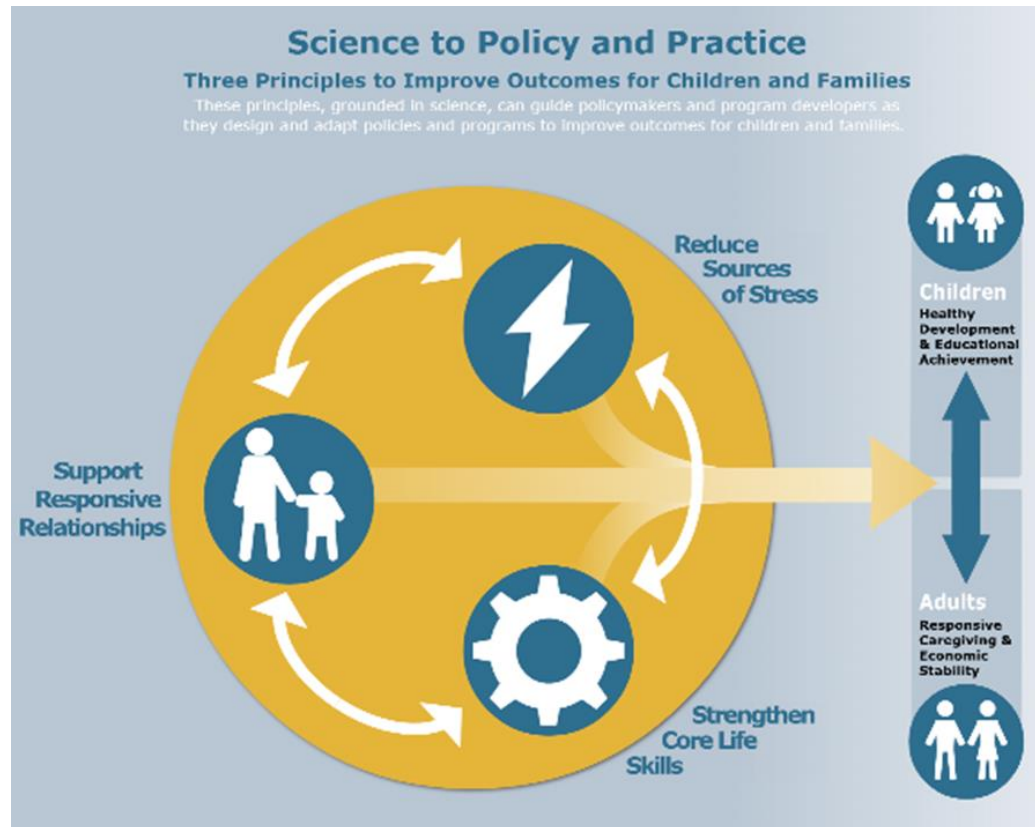 Science to Policy and Practice
Three Principles to Improve Outcomes for Children and Families
These principles, grounded in science, can guide policymakers and program developers as
they design and adapt policies and programs to improve outcomes for children and families.
Reduce
Sources
of Stress
Support
Responsive
Relationships
Strengthen
Core Life
Skills
Children
Healthy
Development
& Educational
Achievement
Adults
Responsive
Caregiving &
Economic
Stability